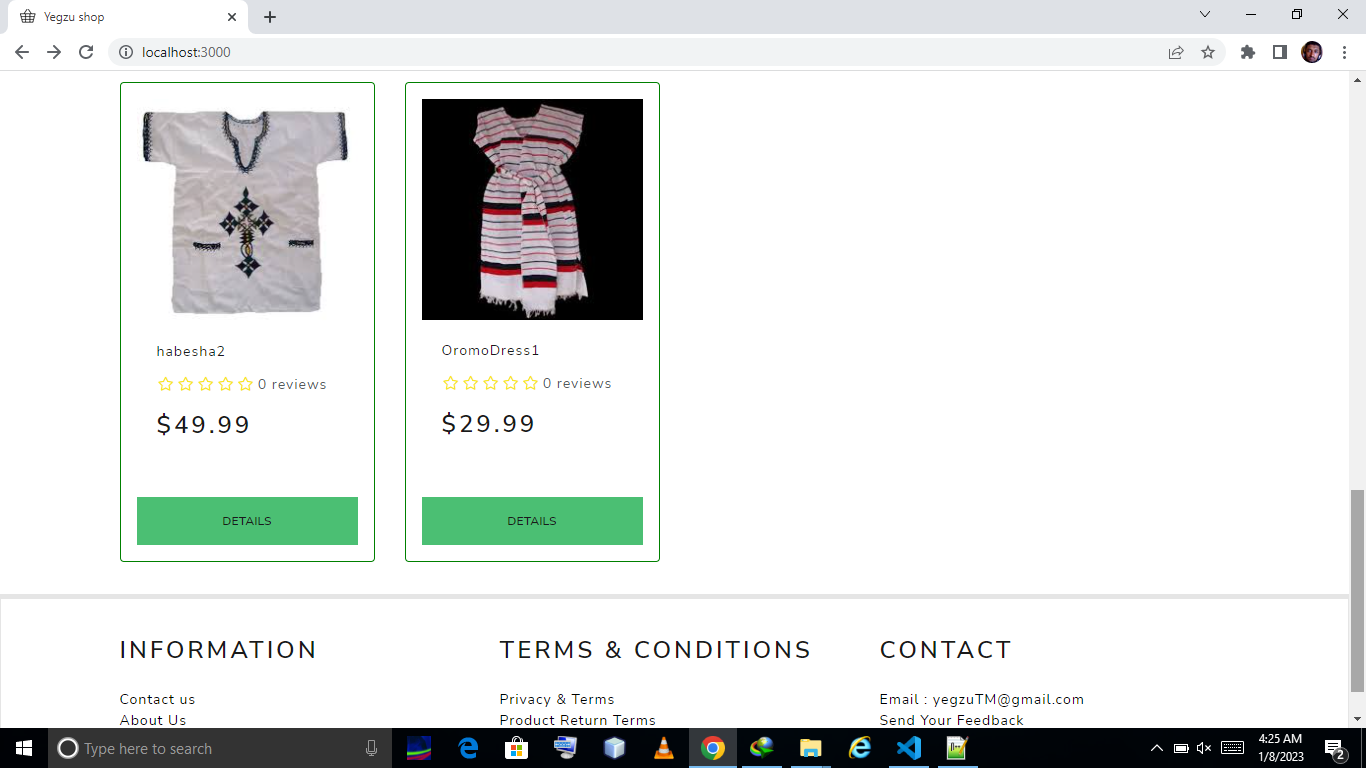 Yegzu shop
localhost:3000
habesha2
0 reviews
$49.99
DETAILS
OromoDress1
0 reviews
$29.99
DETAILS
INFORMATION
Contact us
About Us
TERMS & CONDITIONS
Privacy & Terms
Product Return Terms
CONTACT
Email : yegzuTM@gmail.com
Send Your Feedback
Type here to search
4:25 AM
1/8/2023
2